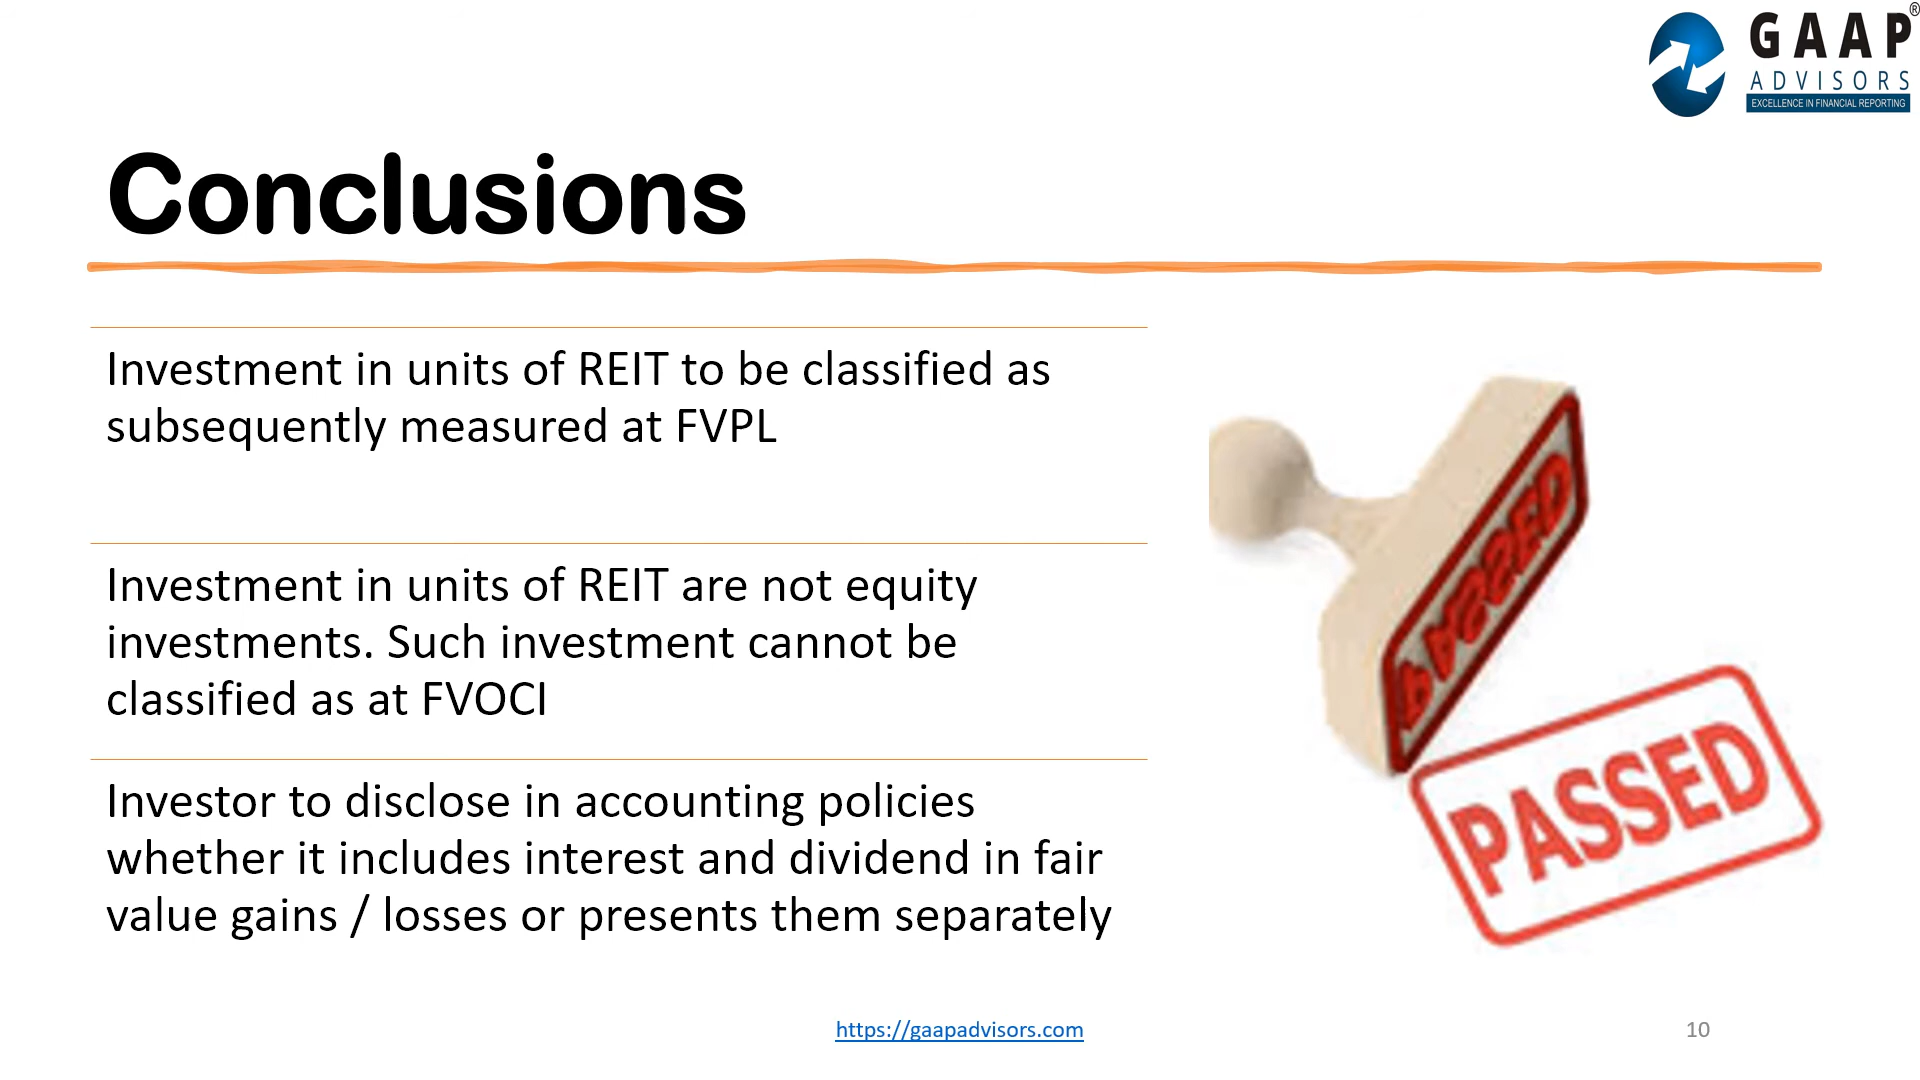 GAAP®
ADVISORS
EXCELLENCE IN FINANCIAL REPORTING
Conclusions
Investment in units of REIT to be classified as
subsequently measured at FVPL
Investment in units of REIT are not equity
investments. Such investment cannot be
classified as at FVOCI
Investor to disclose in accounting policies
whether it includes interest and dividend in fair
value gains / losses or presents them separately
PASSED
PASSED
https://gaapadvisors.com
10